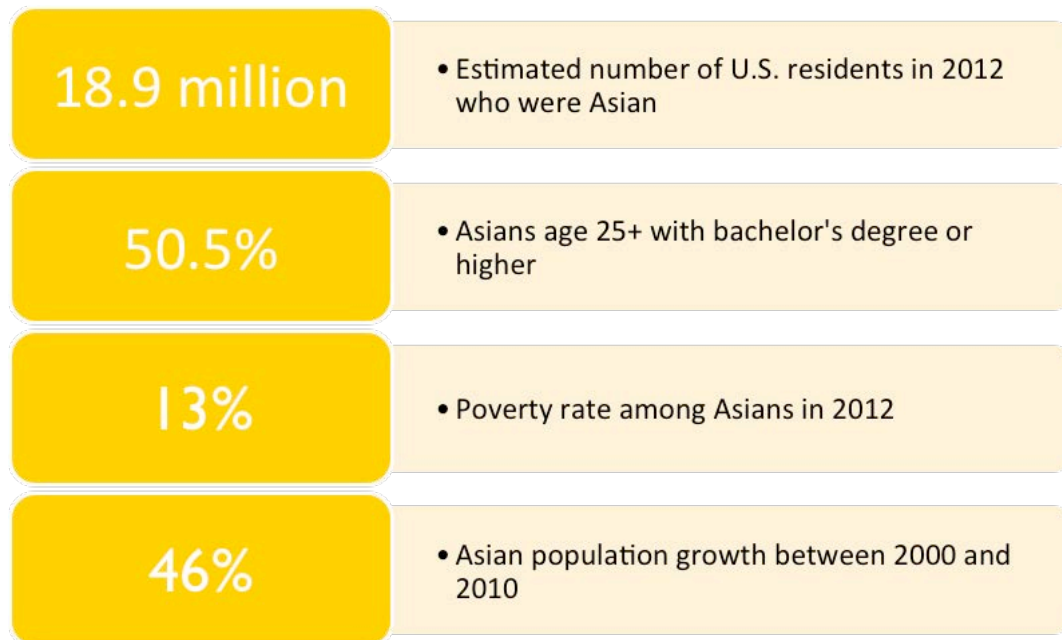 18.9 million
• Estimated number of U.S. residents in 2012
who were Asian
50.5%
• Asians age 25+ with bachelor's degree or
higher
13%
• Poverty rate among Asians in 2012
46%
• Asian population growth between 2000 and
2010